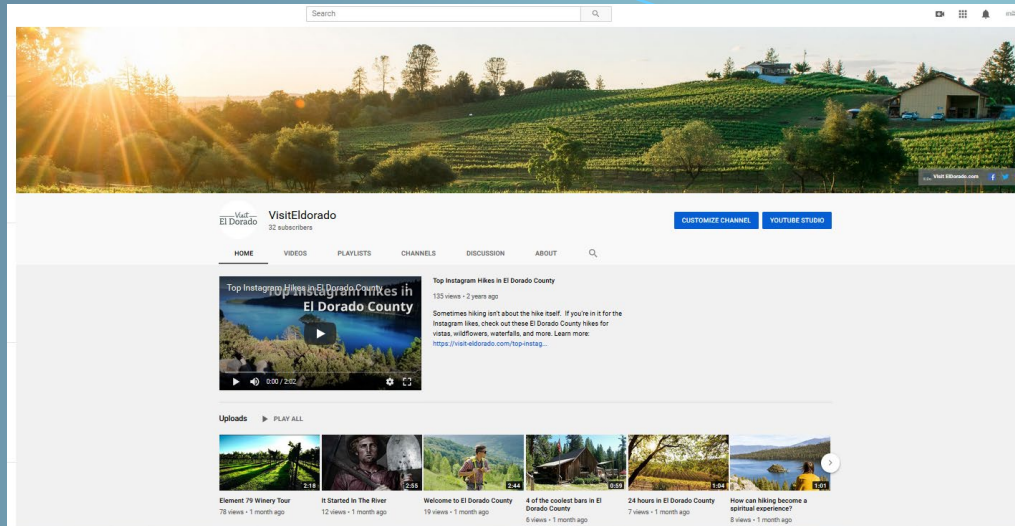 Search
Visit ElDorado.com
Visit
El Dorado
VisitEldorado
32 subscribers
CUSTOMIZE CHANNEL
YOUTUBE STUDIO
HOME
VIDEOS
PLAYLISTS
CHANNELS
DISCUSSION
ABOUT
Top Instagram Hikes in El Dorado County
Top Instagram hikes in
El Dorado County
0:00 / 2:02
Top Instagram Hikes in El Dorado County
135 views • 2 years ago
Sometimes hiking isn't about the hike itself. If you're in it for the
Instagram likes, check out these El Dorado County hikes for
vistas, wildflowers, waterfalls, and more. Learn more:
https://visit-eldorado.com/top-instag...
Uploads
PLAY ALL
2:18
2:55
2:44
0:59
1:04
1:01
Element 79 Winery Tour
78 views • 1 month ago
It Started In The River
12 views • 1 month ago
Welcome to El Dorado County
19 views • 1 month ago
4 of the coolest bars in El
Dorado County
6 views • 1 month ago
24 hours in El Dorado County
7 views • 1 month ago
How can hiking become a
spiritual experience?
8 views • 1 month ago